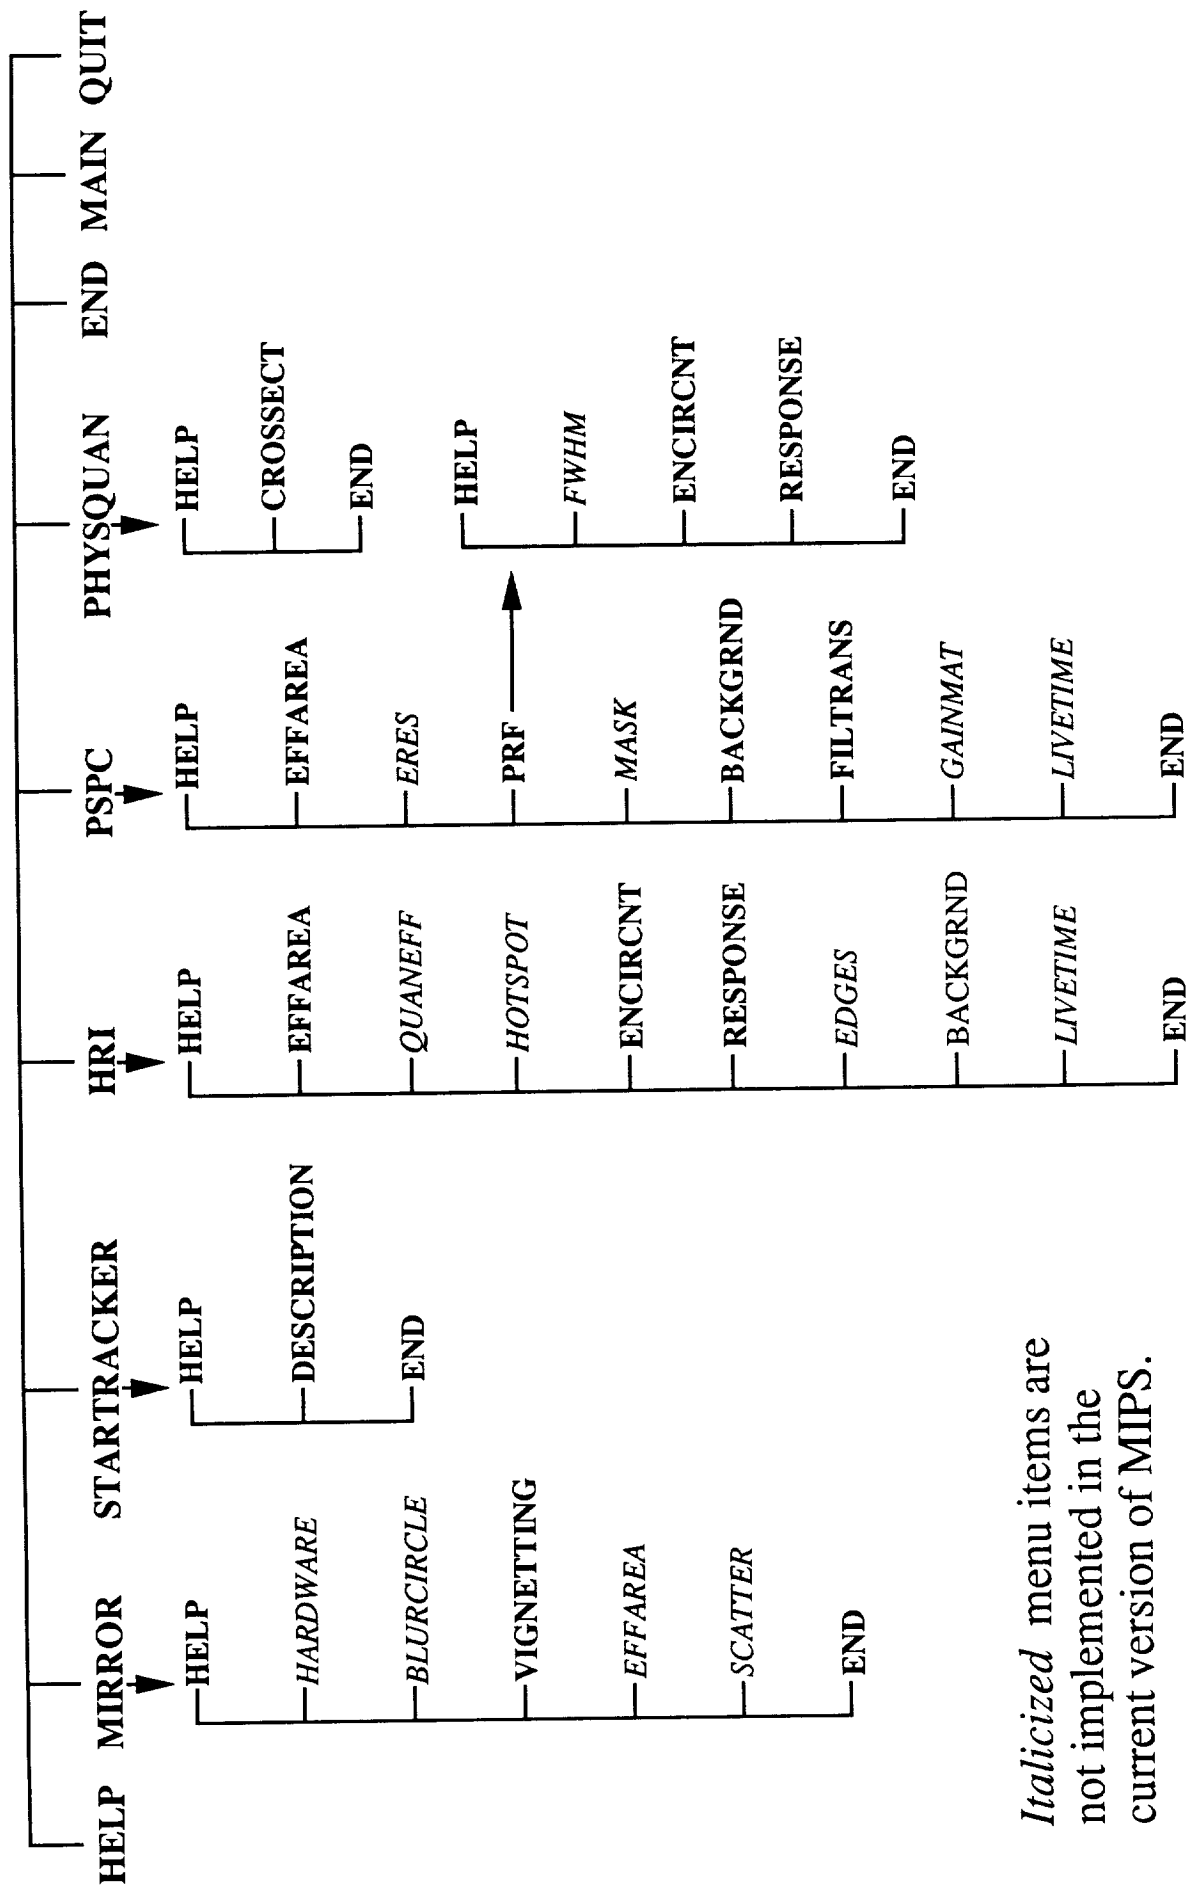 HELP MIRROR STARTRACKER HRI PSPC PHYSQUAN END MAIN QUIT
HELP
HARDWARE
BLURCIRCLE
VIGNETTING
EFFAREA
SCATTER
END
HELP
DESCRIPTION
END
HELP
EFFAREA
QUANEFF
HOTSPOT
ENCIRCNT
RESPONSE
EDGES
BACKGRND
LIVETIME
END
HELP
EFFAREA
ERES
PRF
MASK
BACKGRND
FILTRANS
GAINMAT
LIVETIME
END
HELP
CROSSECT
END
HELP
FWHM
ENCIRCNT
RESPONSE
END
Italicized menu items are
not implemented in the
current version of MIPS.